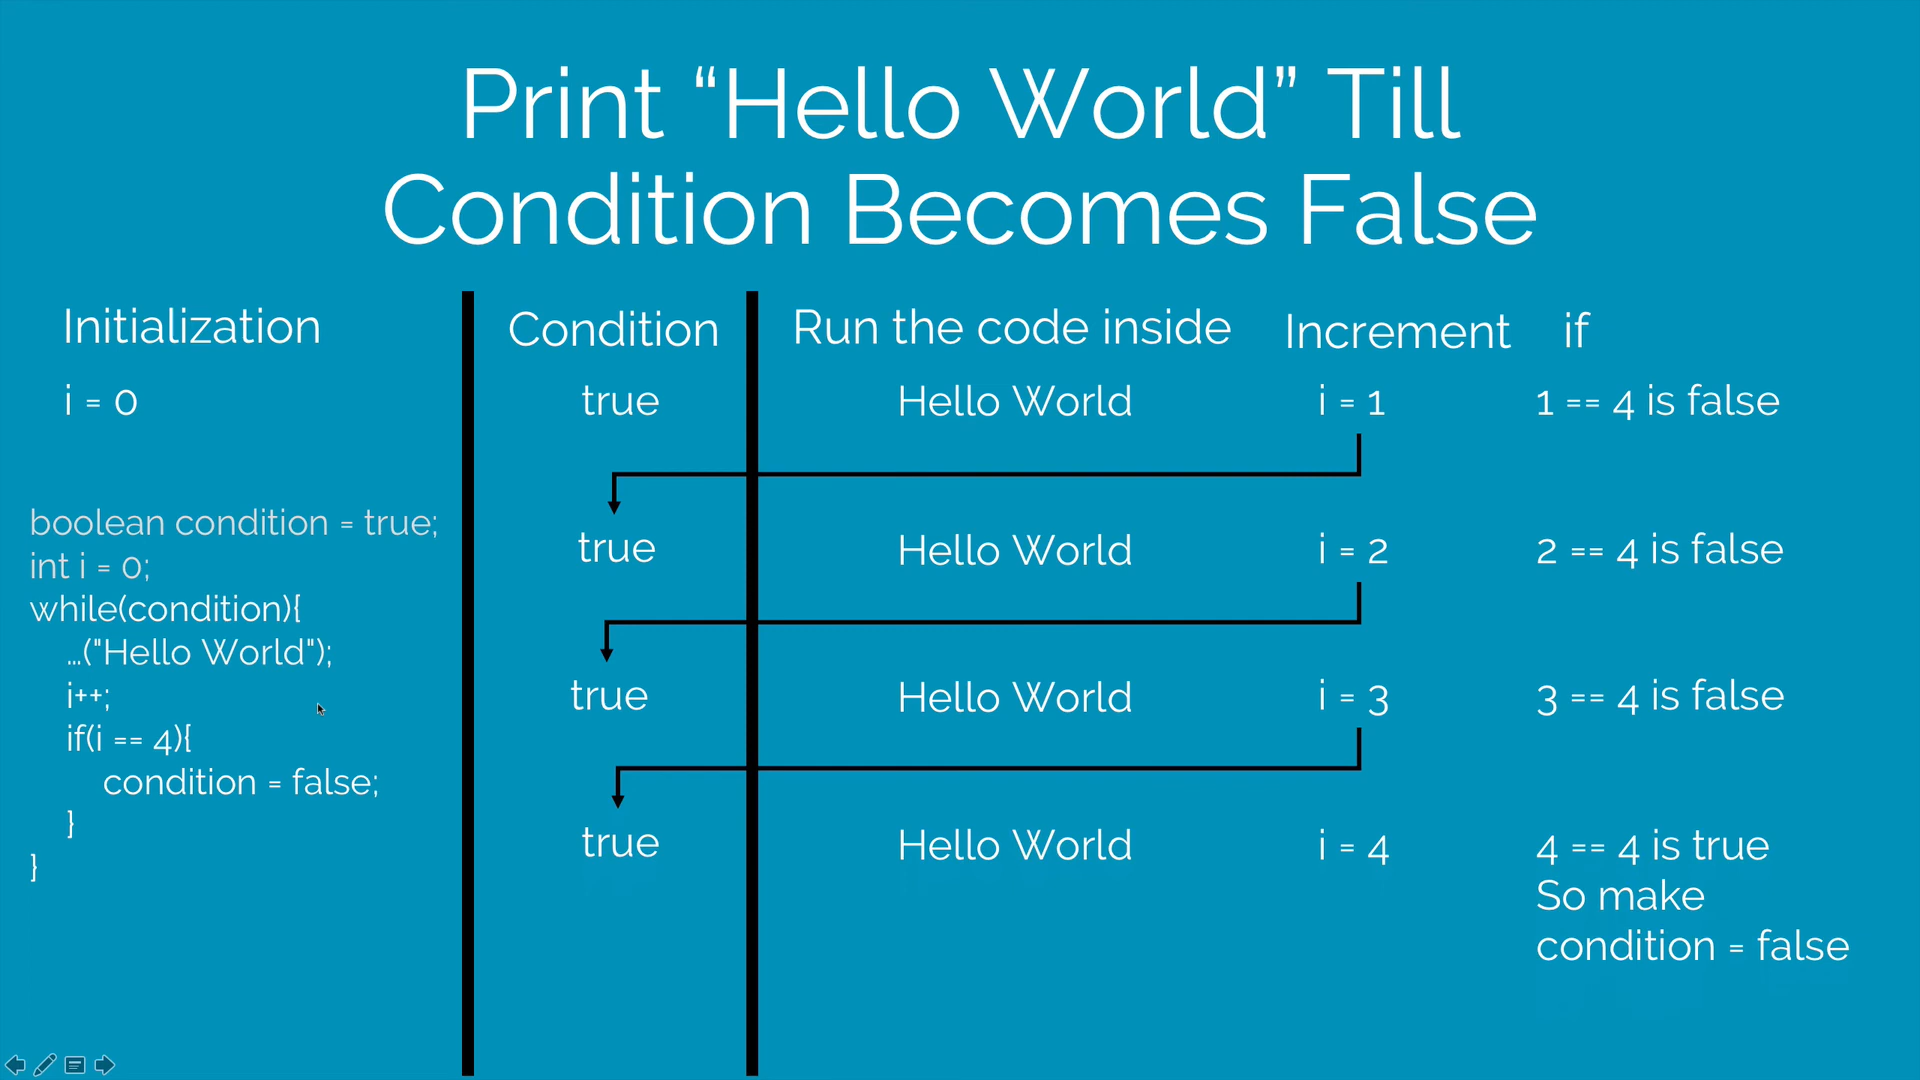 Print “Hello World” Till
Condition Becomes False
Initialization
Condition
Run the code inside
Increment
if
i = 0
true
Hello World
i = 1
1 == 4 is false
boolean condition = true;
int i = 0;
while(condition){
...("Hello World");
i++;
if(i == 4){
condition = false;
}
}
true
Hello World
i = 2
2 == 4 is false
true
Hello World
i = 3
3 == 4 is false
true
Hello World
i = 4
4 == 4 is true
So make
condition = false